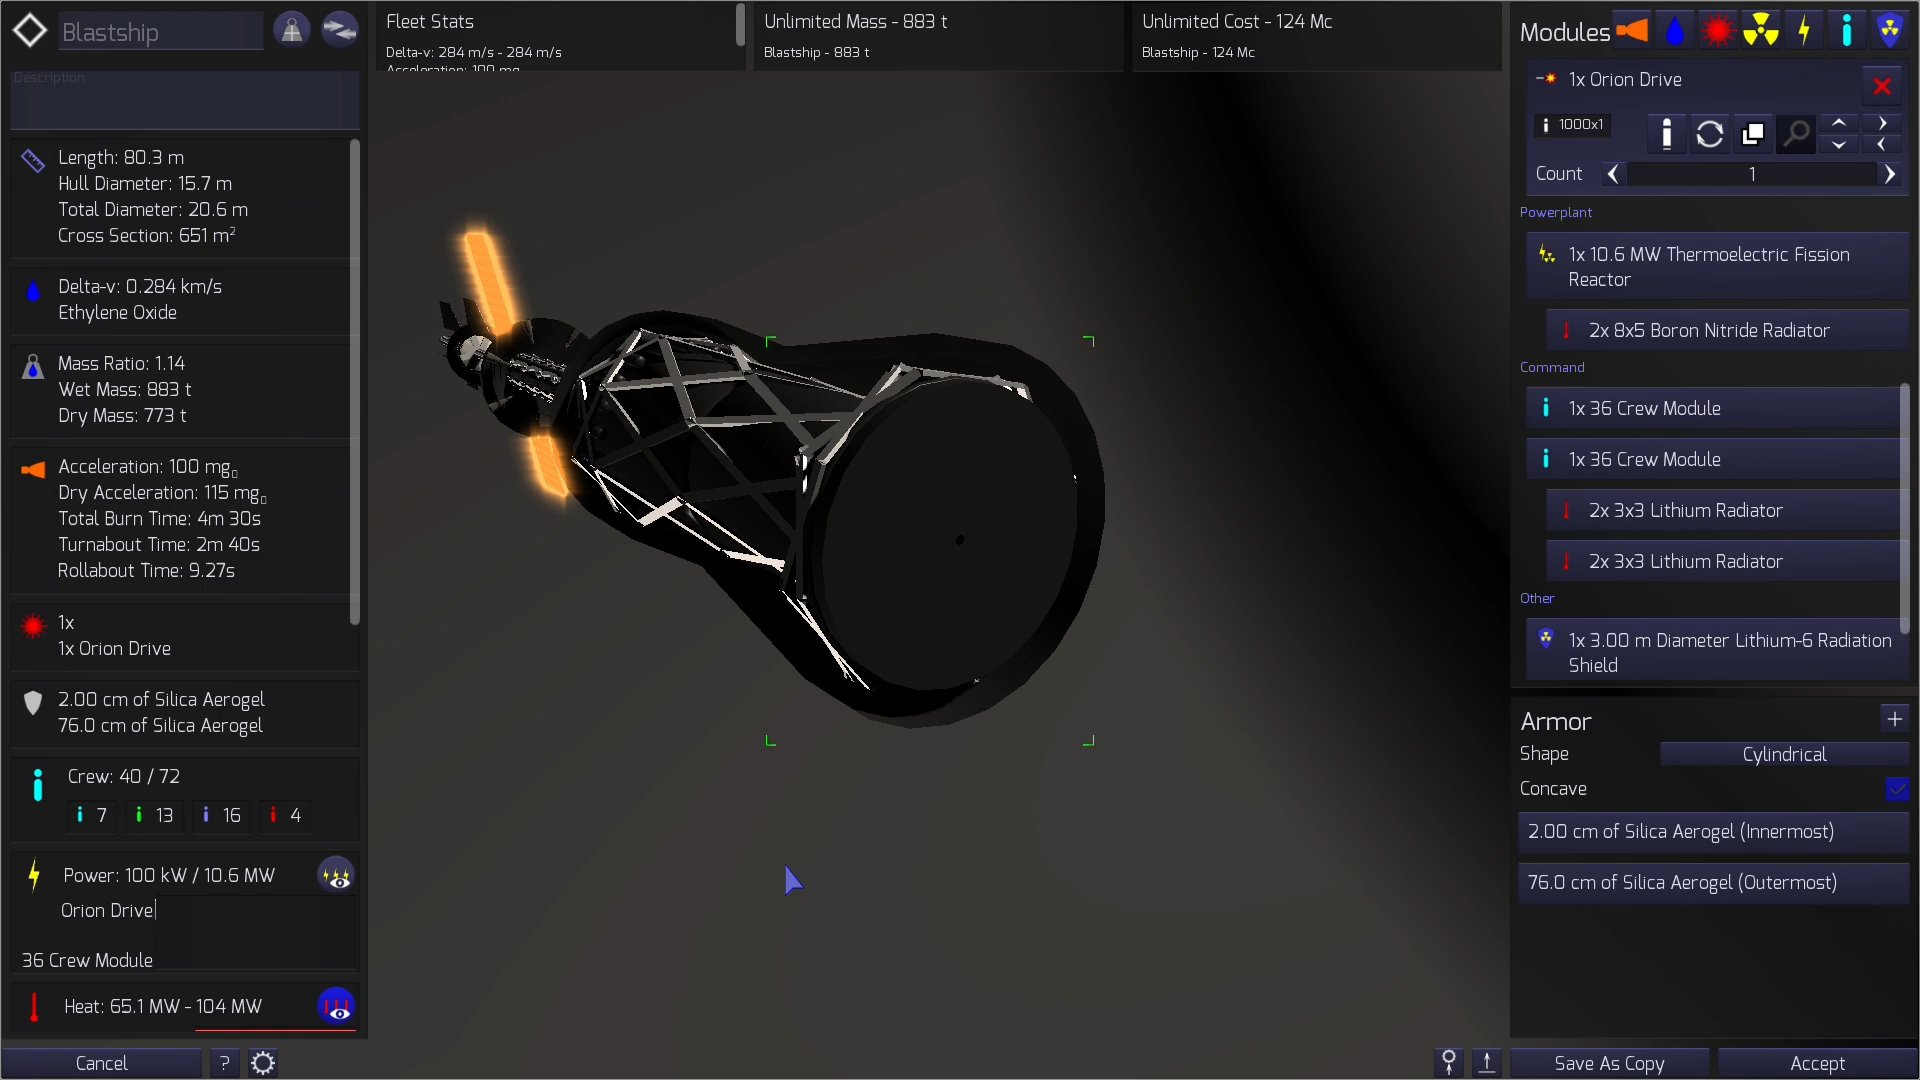 Blastship
Description
Length: 80.3 m
Hull Diameter: 15.7 m
Total Diameter: 20.6 m
Cross Section: 651 m²
Delta-v: 0.284 km/s
Ethylene Oxide
Mass Ratio: 1.14
Wet Mass: 883 t
Dry Mass: 773 t
Acceleration: 100 mg▯
Dry Acceleration: 115 mg▯
Total Burn Time: 4m 30s
Turnabout Time: 2m 40s
Rollabout Time: 9.27s
1x
1x Orion Drive
2.00 cm of Silica Aerogel
76.0 cm of Silica Aerogel
Crew: 40 / 72
7 13 16 4
Power: 100 kW / 10.6 MW
Orion Drive
36 Crew Module
Heat: 65.1 MW - 104 MW
Cancel
?
Fleet Stats
Delta-v: 284 m/s - 284 m/s
Acceleration: 100 mg
Unlimited Mass - 883 t
Blastship - 883 t
Unlimited Cost - 124 Mc
Blastship - 124 Mc
Modules
1x Orion Drive
1000x1
Count
1
Powerplant
1x 10.6 MW Thermoelectric Fission
Reactor
2x 8x5 Boron Nitride Radiator
Command
1x 36 Crew Module
1x 36 Crew Module
2x 3x3 Lithium Radiator
2x 3x3 Lithium Radiator
Other
1x 3.00 m Diameter Lithium-6 Radiation
Shield
Armor
+
Shape
Cylindrical
Concave
2.00 cm of Silica Aerogel (Innermost)
76.0 cm of Silica Aerogel (Outermost)
Save As Copy
Accept